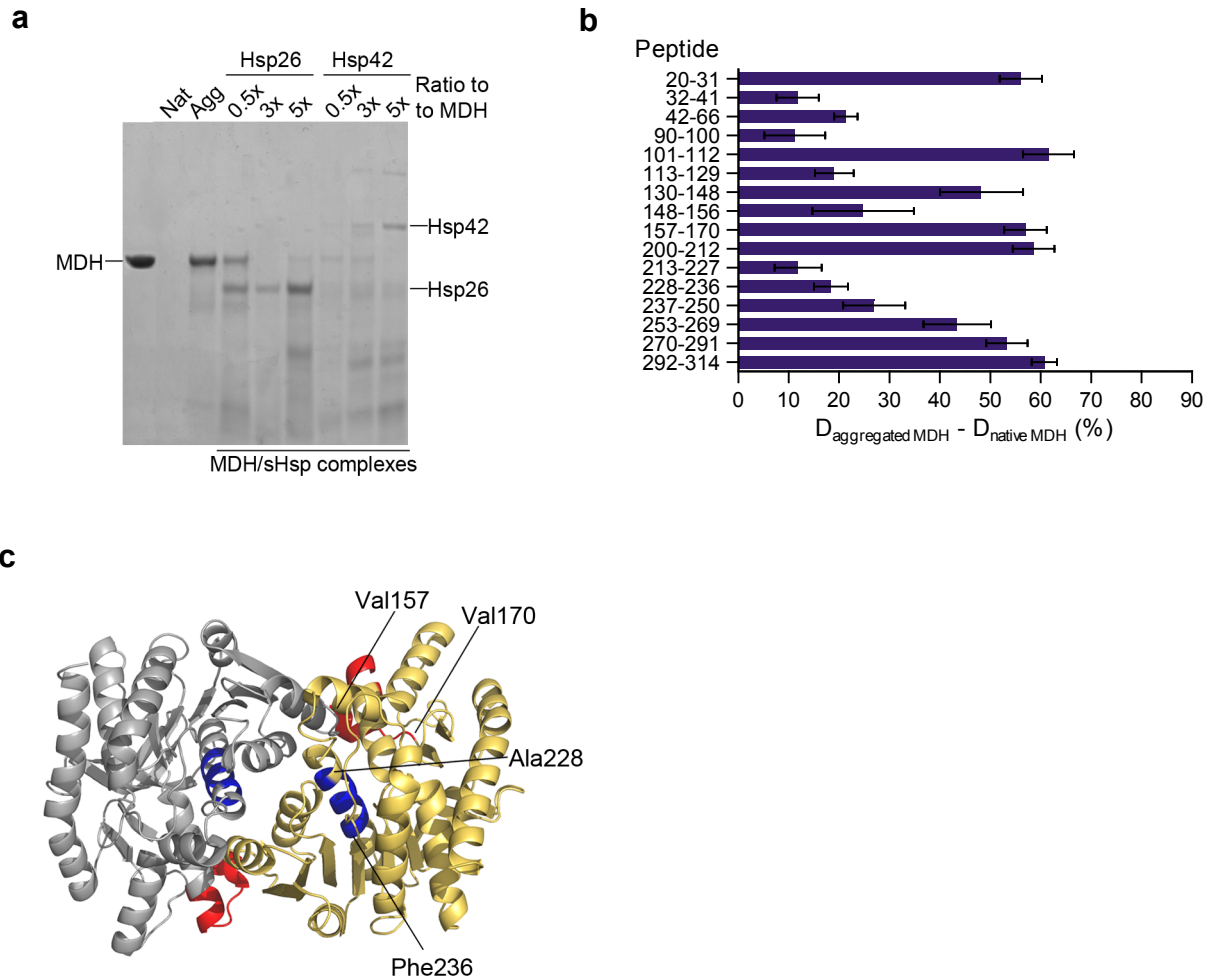 a
Hsp26 Hsp42
Nat Agg 0.5x 3x 5x 0.5x 3x 5x Ratio to
to MDH
MDH
Hsp42
Hsp26
MDH/sHsp complexes
b
Peptide
20-31
32-41
42-66
90-100
101-112
113-129
130-148
148-156
157-170
200-212
213-227
228-236
237-250
253-269
270-291
292-314
0 10 20 30 40 50 60 70 80 90
D aggregated MDH - D native MDH (%)
c
Val157
Val170
Ala228
Phe236